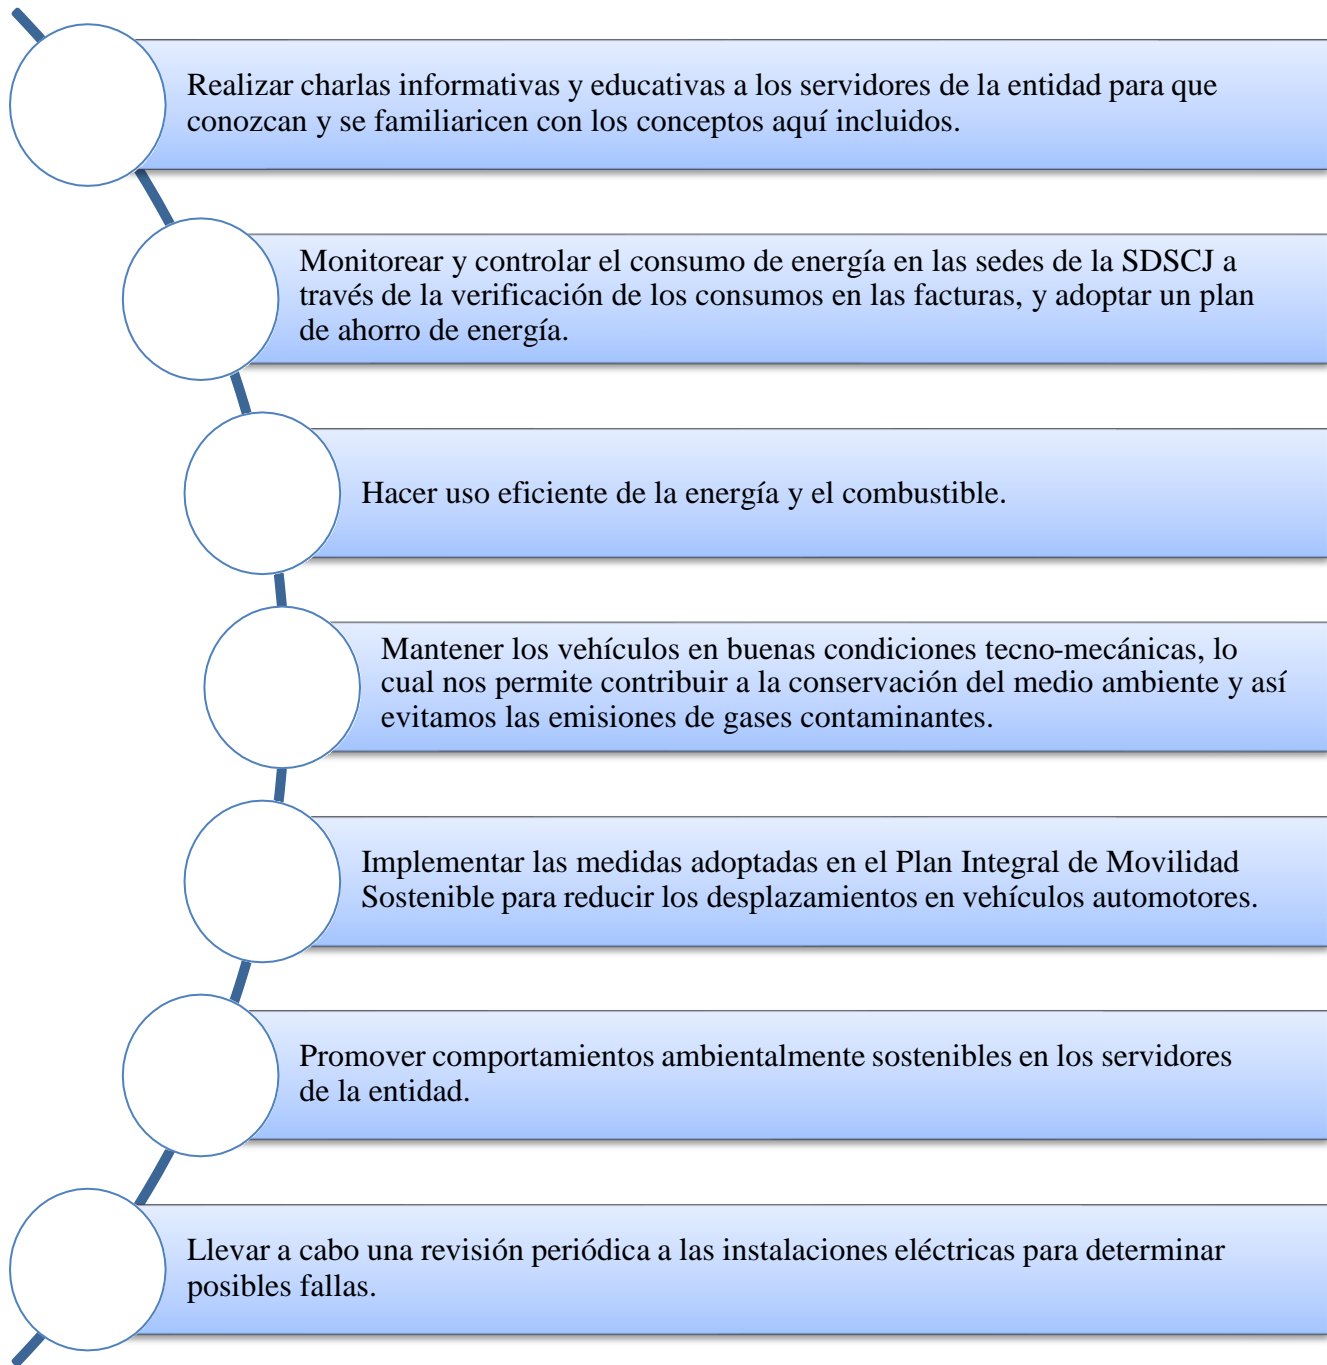 Realizar charlas informativas y educativas a los servidores de la entidad para que
conozcan y se familiaricen con los conceptos aquí incluidos.
Monitorear y controlar el consumo de energía en las sedes de la SDSCJ a
través de la verificación de los consumos en las facturas, y adoptar un plan
de ahorro de energía.
Hacer uso eficiente de la energía y el combustible.
Mantener los vehículos en buenas condiciones tecno-mecánicas, lo
cual nos permite contribuir a la conservación del medio ambiente y así
evitamos las emisiones de gases contaminantes.
Implementar las medidas adoptadas en el Plan Integral de Movilidad
Sostenible para reducir los desplazamientos en vehículos automotores.
Promover comportamientos ambientalmente sostenibles en los servidores
de la entidad.
Llevar a cabo una revisión periódica a las instalaciones eléctricas para determinar
posibles fallas.